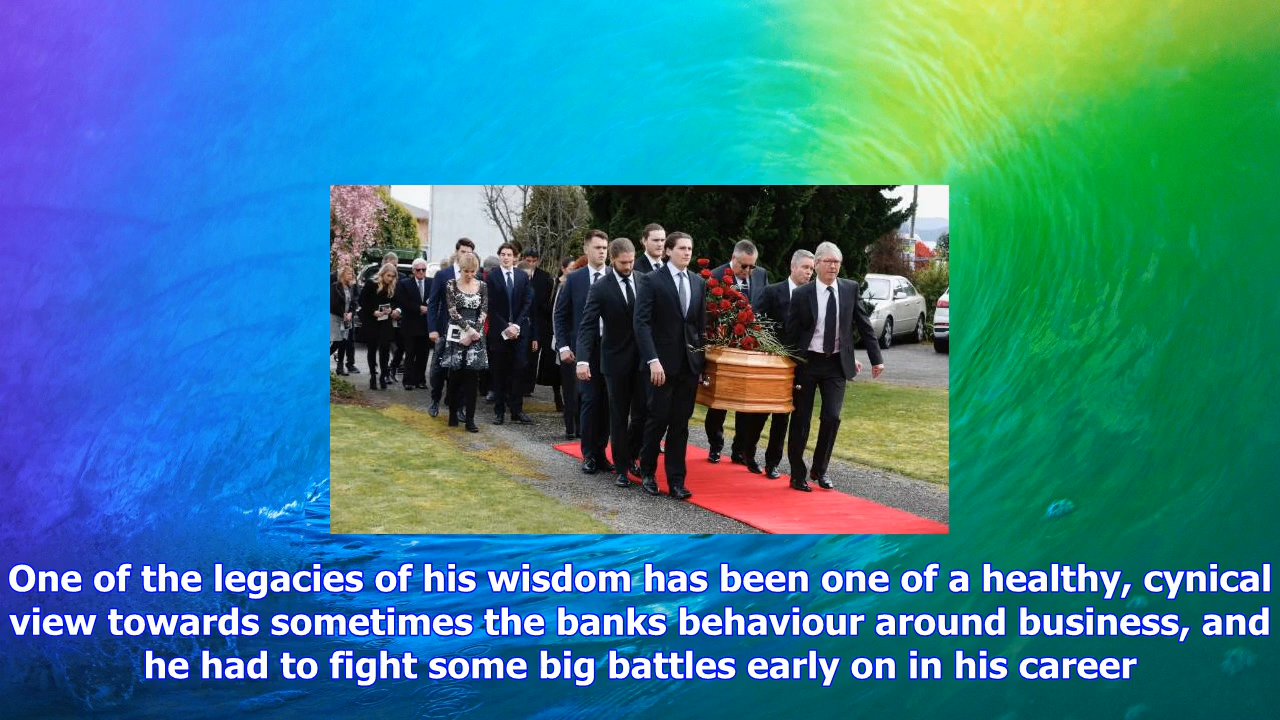 One of the legacies of his wisdom has been one of a healthy, cynical
view towards sometimes the banks behaviour around business, and
he had to fight some big battles early on in his career